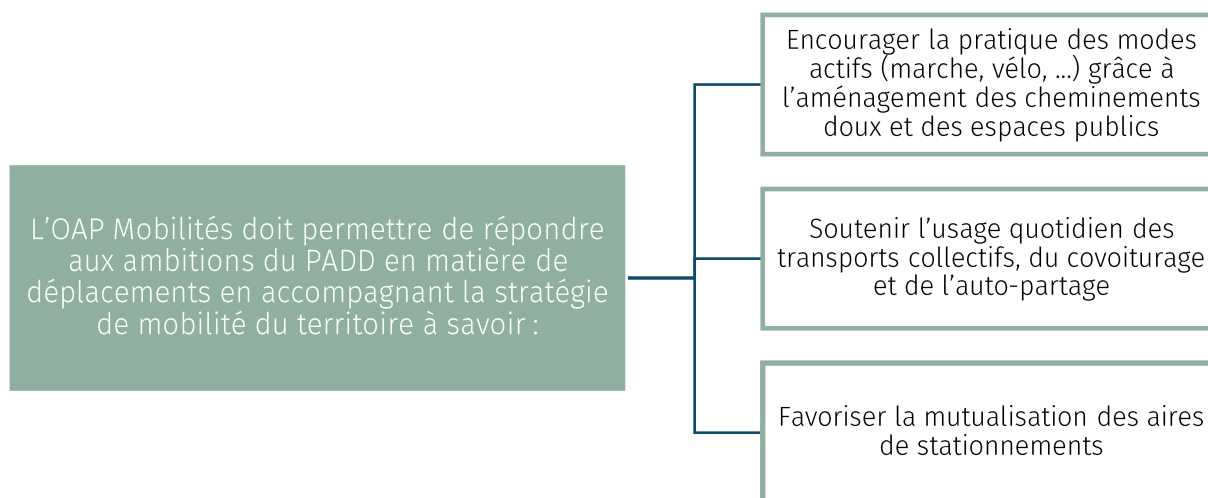 L’OAP Mobilités doit permettre de répondre
aux ambitions du PADD en matière de
déplacements en accompagnant la stratégie
de mobilité du territoire à savoir :
Encourager la pratique des modes
actifs (marche, vélo, ...) grâce à
l’aménagement des cheminements
doux et des espaces publics
Soutenir l’usage quotidien des
transports collectifs, du covoiturage
et de l’auto-partage
Favoriser la mutualisation des aires
de stationnements